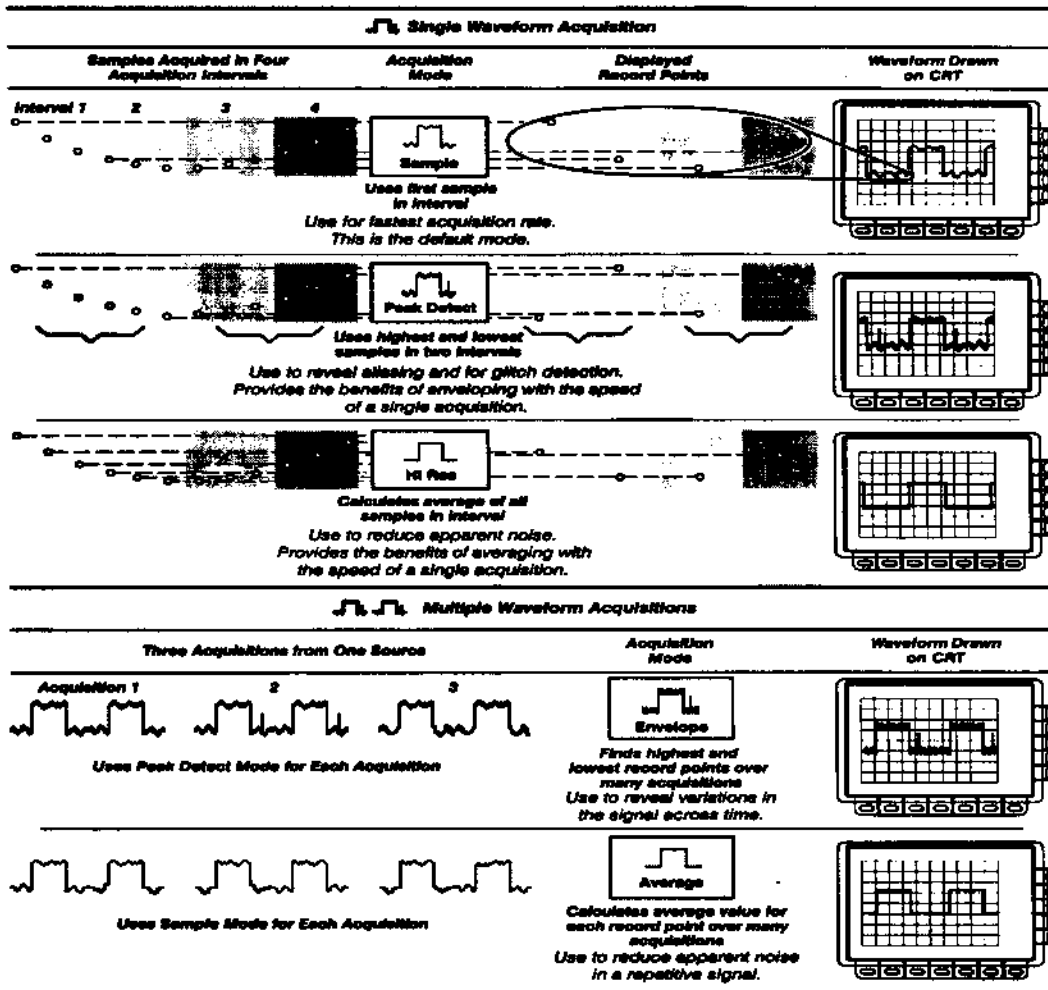 Single Waveform Acquisition
Samples Acquired in Four
Acquisition Intervals
Acquisition
Mode
Displayed
Record Points
Waveform Drawn
on CRT
Interval 1 2 3 4
Sample
Uses first sample
in interval
Use for fastest acquisition rate.
This is the default mode.
Peak Detect
Uses highest and lowest
samples in two intervals
Use to reveal aliasing and for glitch detection.
Provides the benefits of enveloping with the speed
of a single acquisition.
Hi Res
Calculates average of all
samples in interval
Use to reduce apparent noise.
Provides the benefits of averaging with
the speed of a single acquisition.
Multiple Waveform Acquisitions
Three Acquisitions from One Source
Acquisition
Mode
Waveform Drawn
on CRT
Acquisition 1 2 3
Envelope
Uses Peak Detect Mode for Each Acquisition
Finds highest and
lowest record points over
many acquisitions
Use to reveal variations in
the signal across time.
Average
Uses Sample Mode for Each Acquisition
Calculates average value for
each record point over many
acquisitions
Use to reduce apparent noise
in a repetitive signal.